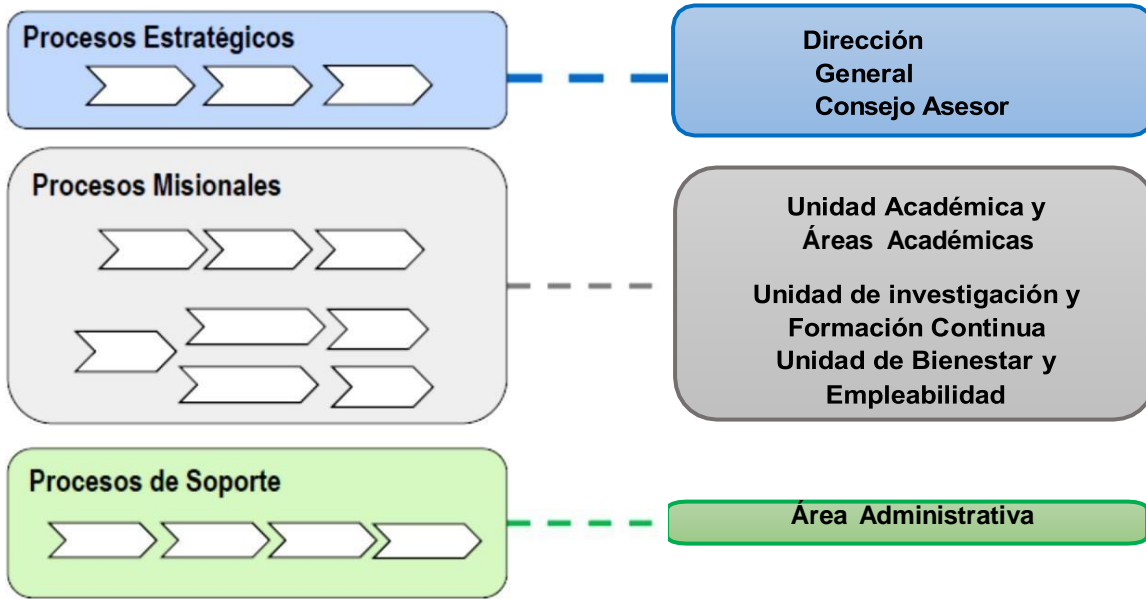 Procesos Estratégicos
Dirección
General
Consejo Asesor
Procesos Misionales
Unidad Académica y
Áreas Académicas
Unidad de investigación y
Formación Continua
Unidad de Bienestar y
Empleabilidad
Procesos de Soporte
Área Administrativa